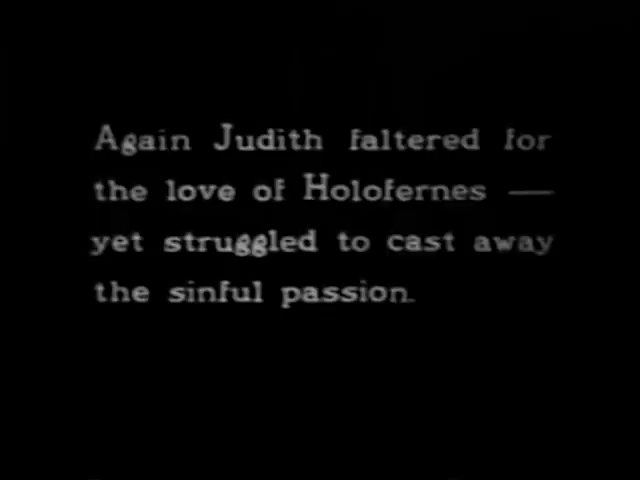 Again Judith faltered for
the love of Holofernes —
yet struggled to cast away
the sinful passion.